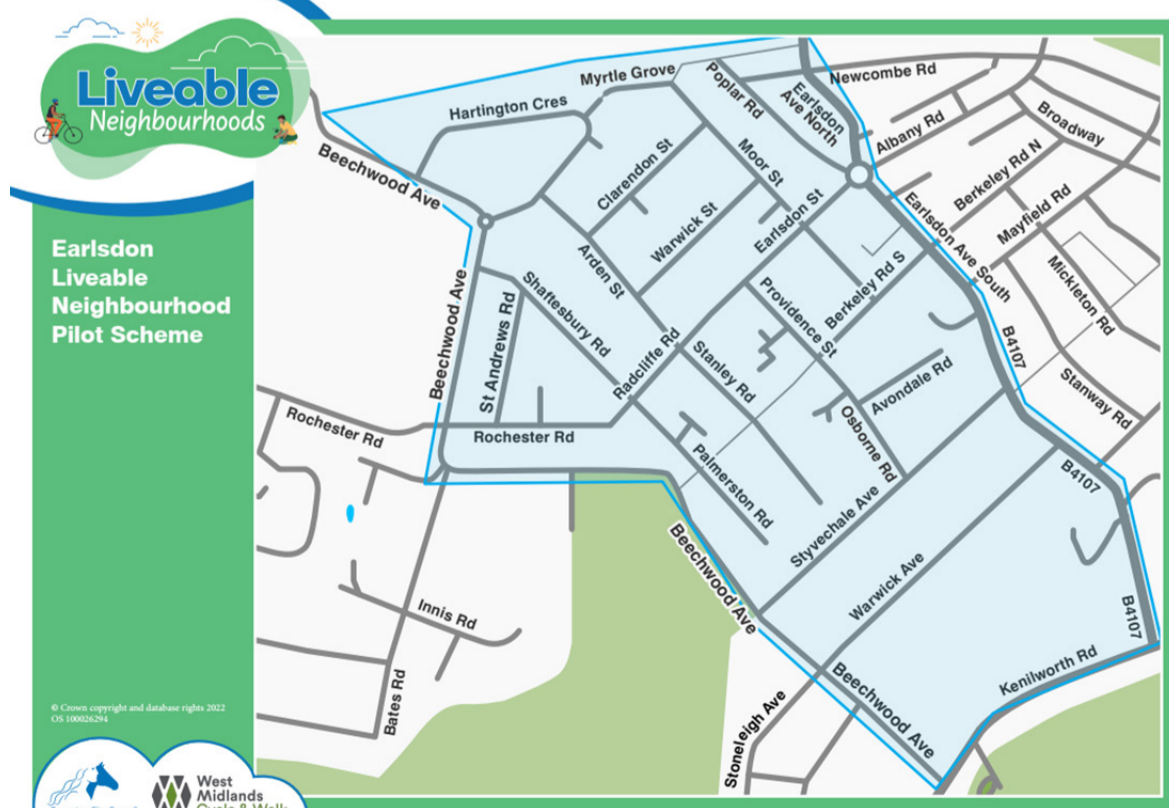 Liveable
Neighbourhoods
Earlsdon
Liveable
Neighbourhood
Pilot Scheme
© Crown copyright and database rights 2022
OS 100026294
West
Midlands
Cycle & Walk
Myrtle Grove
Hartington Cres
Poplar Rd
Earlsdon
Ave North
Newcombe Rd
Albany Rd
Broadway
Beechwood Ave
Clarendon St
Moor St
Berkeley Rd N
Mayfield Rd
Warwick St
Earlsdon St
Earlsdon Ave South
Mickleton Rd
Arden St
Shaftesbury Rd
Providence St
Berkeley Rd S
B4107
Beechwood Ave
St Andrews Rd
Radcliffe Rd
Stanley Rd
Avondale Rd
Stanway Rd
Rochester Rd
Rochester Rd
Osborne Rd
Palmerston Rd
B4107
Styvechale Ave
Beechwood Ave
Warwick Ave
B4107
Innis Rd
Bates Rd
Kenilworth Rd
Beechwood Ave
Stoneleigh Ave